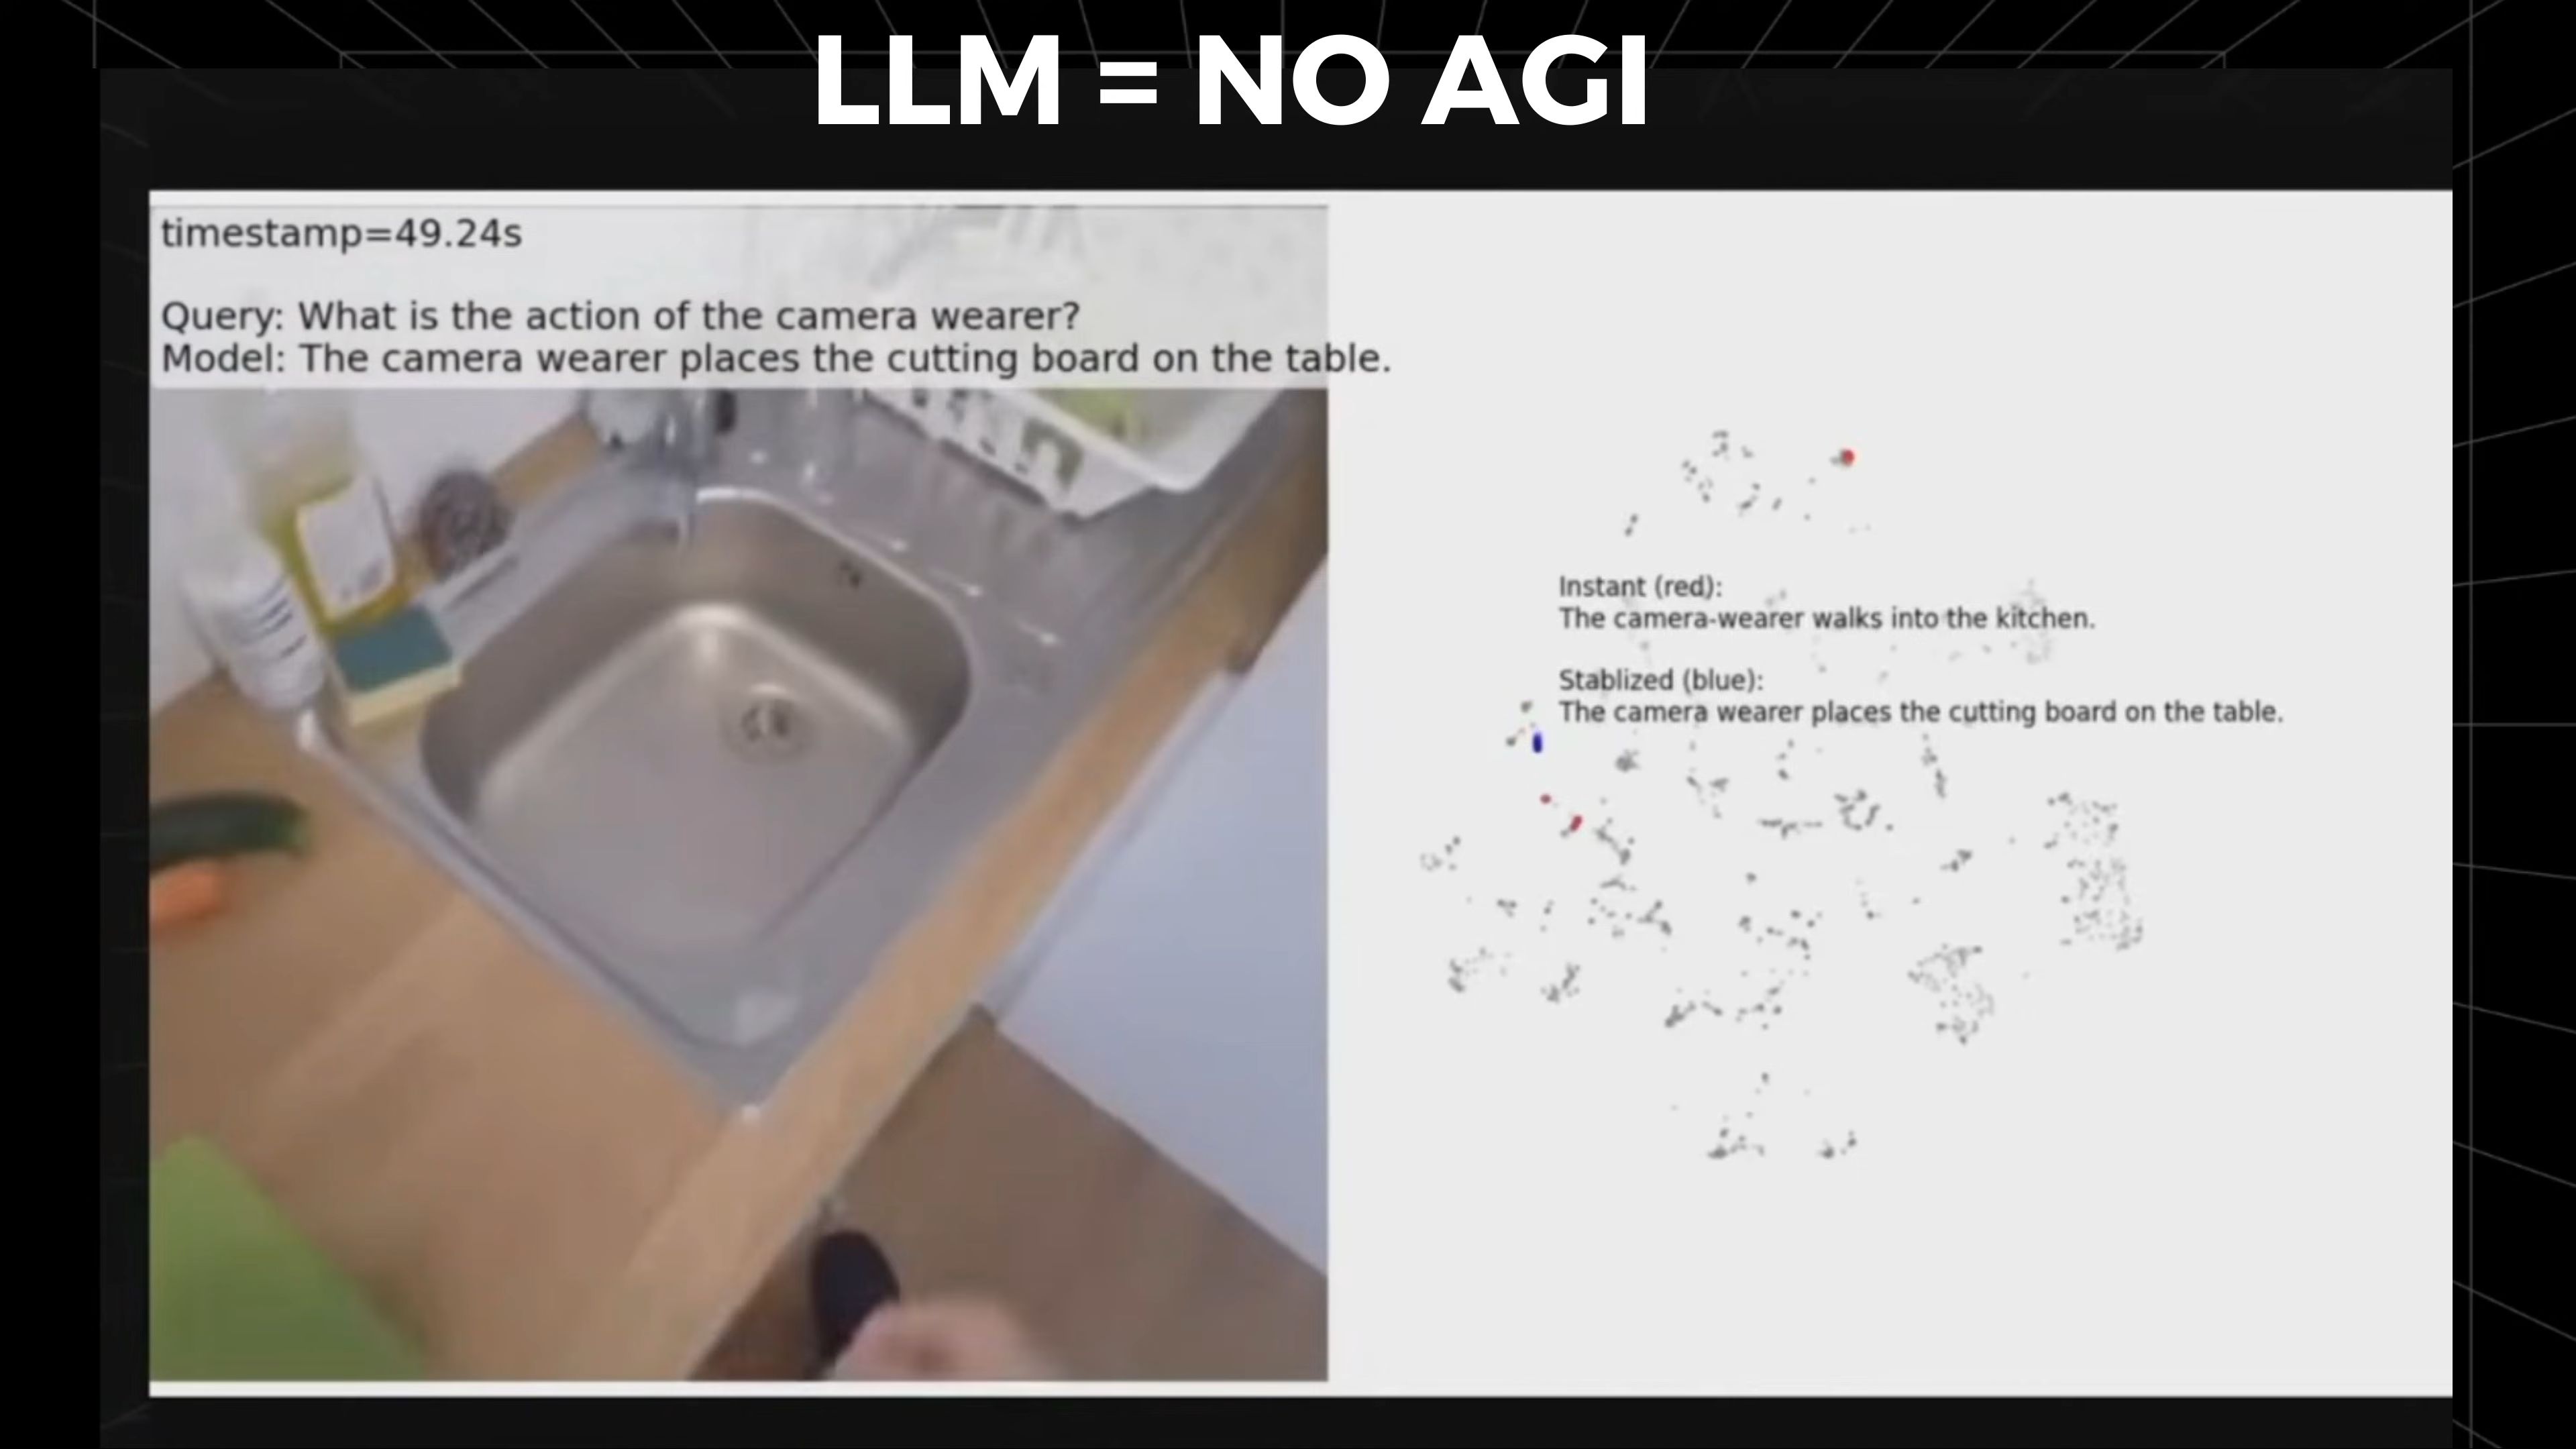 LLM = NO AGI
timestamp=49.24s
Query: What is the action of the camera wearer?
Model: The camera wearer places the cutting board on the table.
Instant (red):
The camera-wearer walks into the kitchen.
Stablized (blue):
The camera wearer places the cutting board on the table.